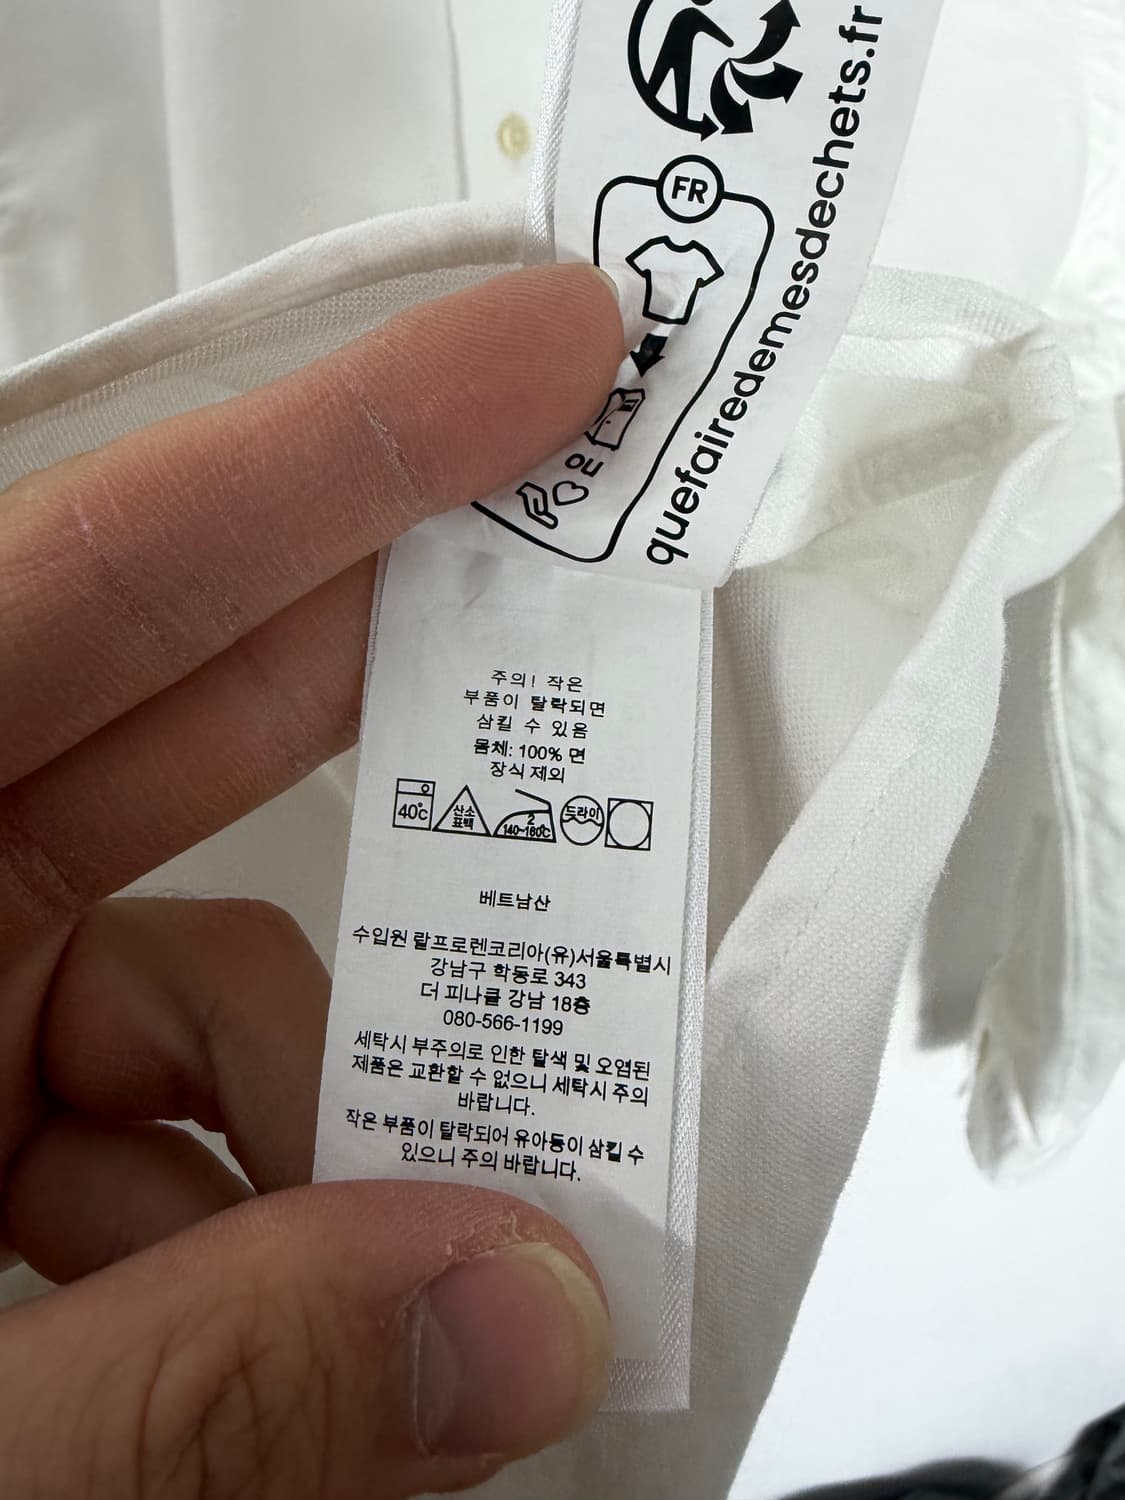 FR
ou
quefairedemesdechets.fr
주의! 작은
부품이 탈락되면
삼킬 수 있음
몸체: 100% 면
장식 제외
40℃
산소
표백
2
140~160℃
드라이
베트남산
수입원 랄프로렌코리아(유)서울특별시
강남구 학동로 343
더 피나클 강남 18층
080-566-1199
세탁시 부주의로 인한 탈색 및 오염된
제품은 교환할 수 없으니 세탁시 주의
바랍니다.
작은 부품이 탈락되어 유아등이 삼킬 수
있으니 주의 바랍니다.